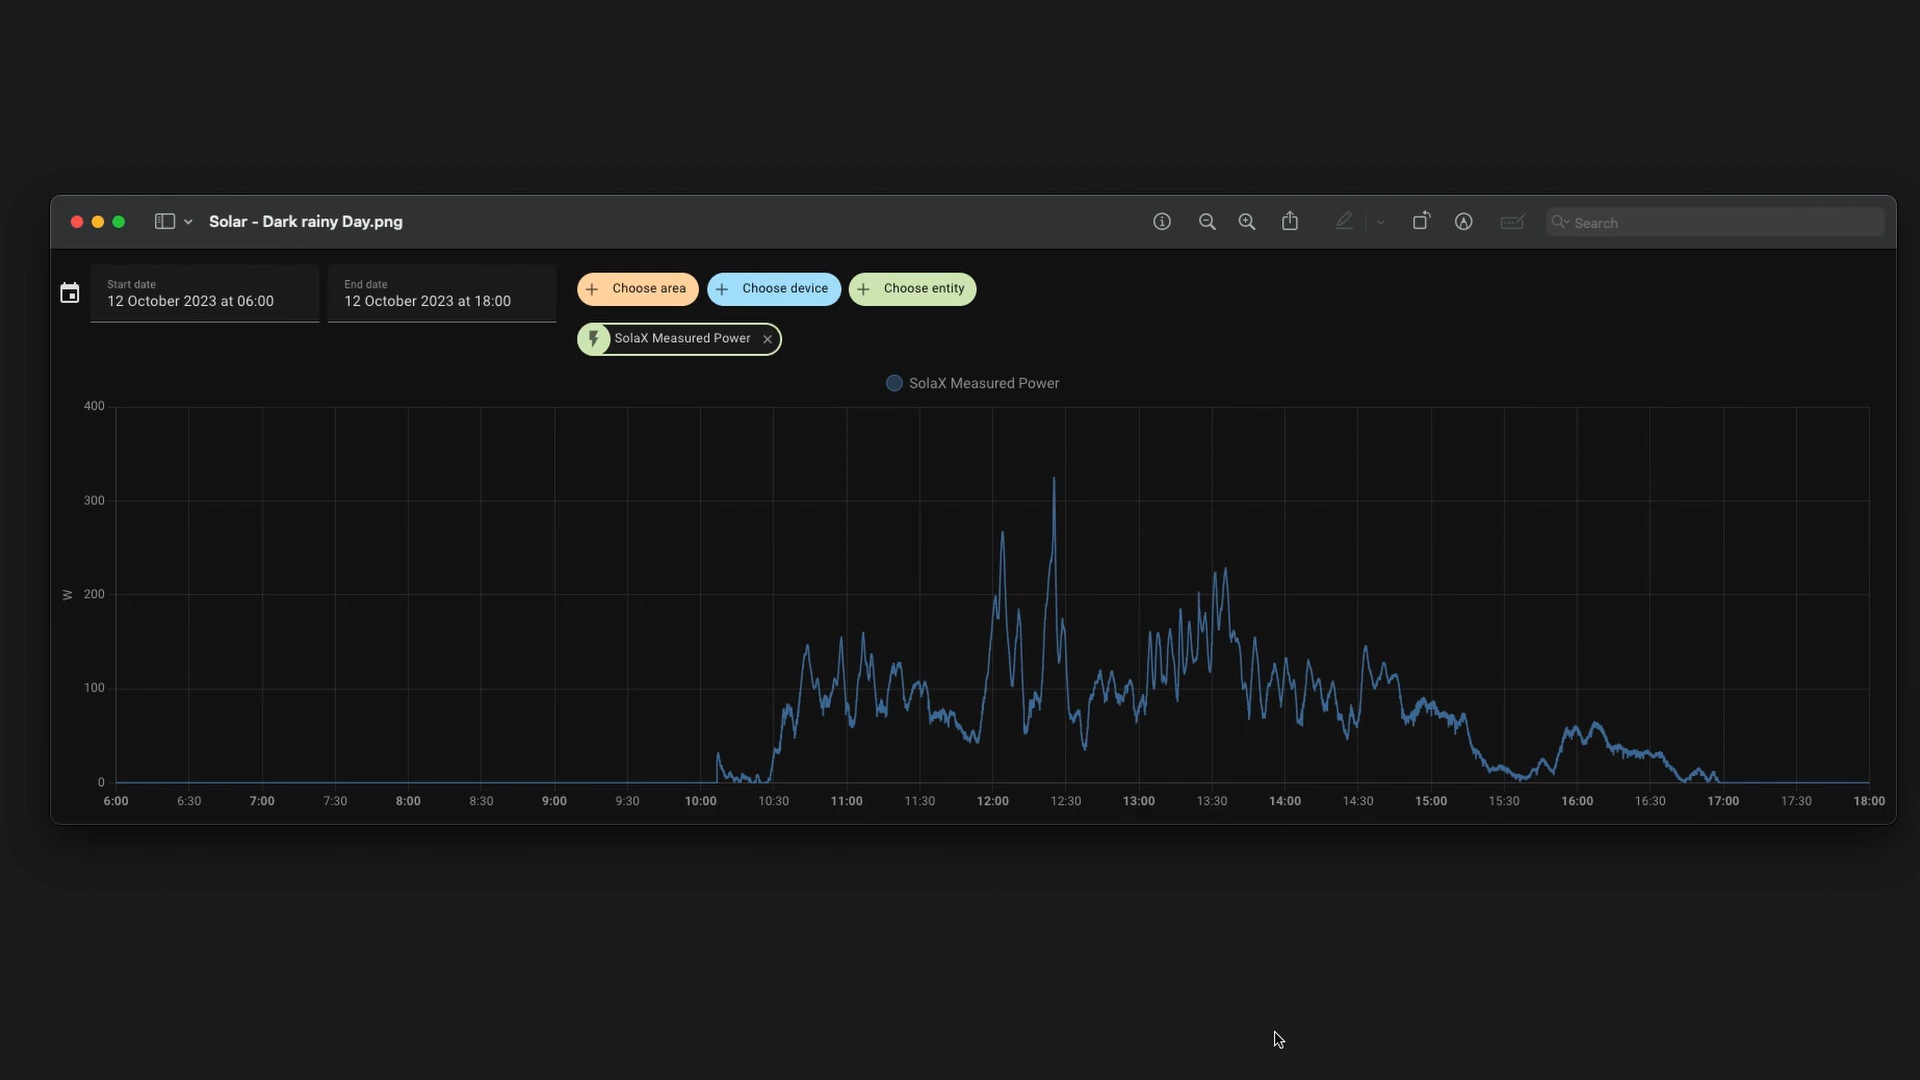 Solar - Dark rainy Day.png
Search
Start date
12 October 2023 at 06:00
End date
12 October 2023 at 18:00
Choose area
Choose device
Choose entity
SolaX Measured Power
SolaX Measured Power
400
300
W
200
100
0
6:00 6:30 7:00 7:30 8:00 8:30 9:00 9:30 10:00 10:30 11:00 11:30 12:00 12:30 13:00 13:30 14:00 14:30 15:00 15:30 16:00 16:30 17:00 17:30 18:00